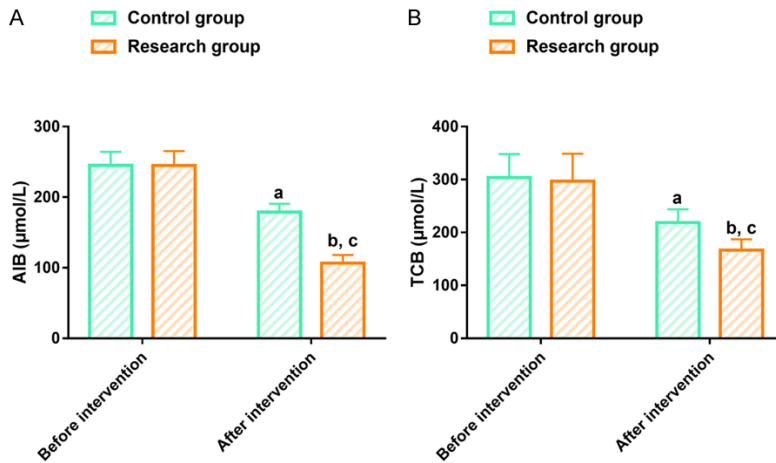 A
Control group
Research group
AIB (μmol/L)
300
200
100
0
a
b, c
Before intervention
After intervention
B
Control group
Research group
TCB (μmol/L)
400
300
200
100
0
a
b, c
Before intervention
After intervention